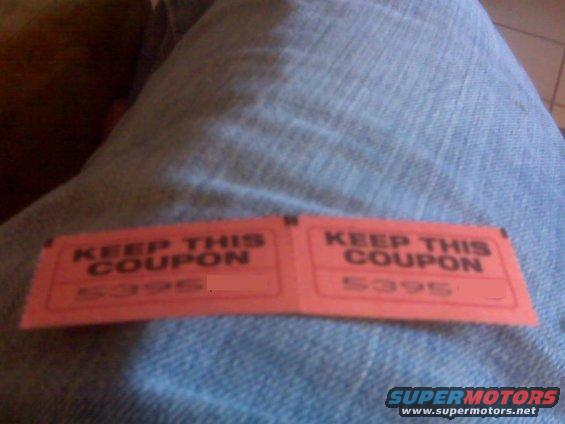 KEEP THIS
COUPON
5395
KEEP THIS
COUPON
5395
SUPERMOTORS
www.supermotors.net